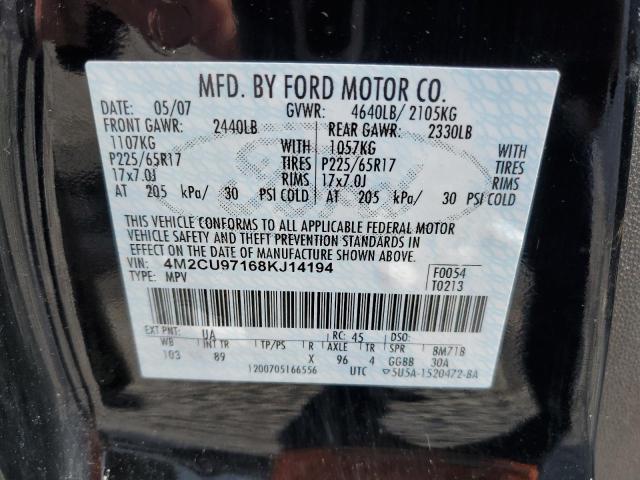 MFD. BY FORD MOTOR CO.
DATE: 05/07 GVWR: 4640LB/ 2105KG
FRONT GAWR: 2440LB REAR GAWR: 2330LB
1107KG WITH 1057KG WITH
P225/65R17 TIRES P225/65R17 TIRES
17x7.0J RIMS 17x7.0J RIMS
AT 205 kPa/ 30 PSI COLD AT 205 kPa/ 30 PSI COLD
THIS VEHICLE CONFORMS TO ALL APPLICABLE FEDERAL MOTOR
VEHICLE SAFETY AND THEFT PREVENTION STANDARDS IN
EFFECT ON THE DATE OF MANUFACTURE SHOWN ABOVE.
VIN: 4M2CU97168KJ14194 F0054
TYPE: MPV T0213
EXT PNT: UA RC: 45 DSO:
WB INT TR TP/PS R AXLE TR SPR BM71B
103 89 X 96 4 GGBB 30A
1200705166556 UTC 5U5A-1520472-BA